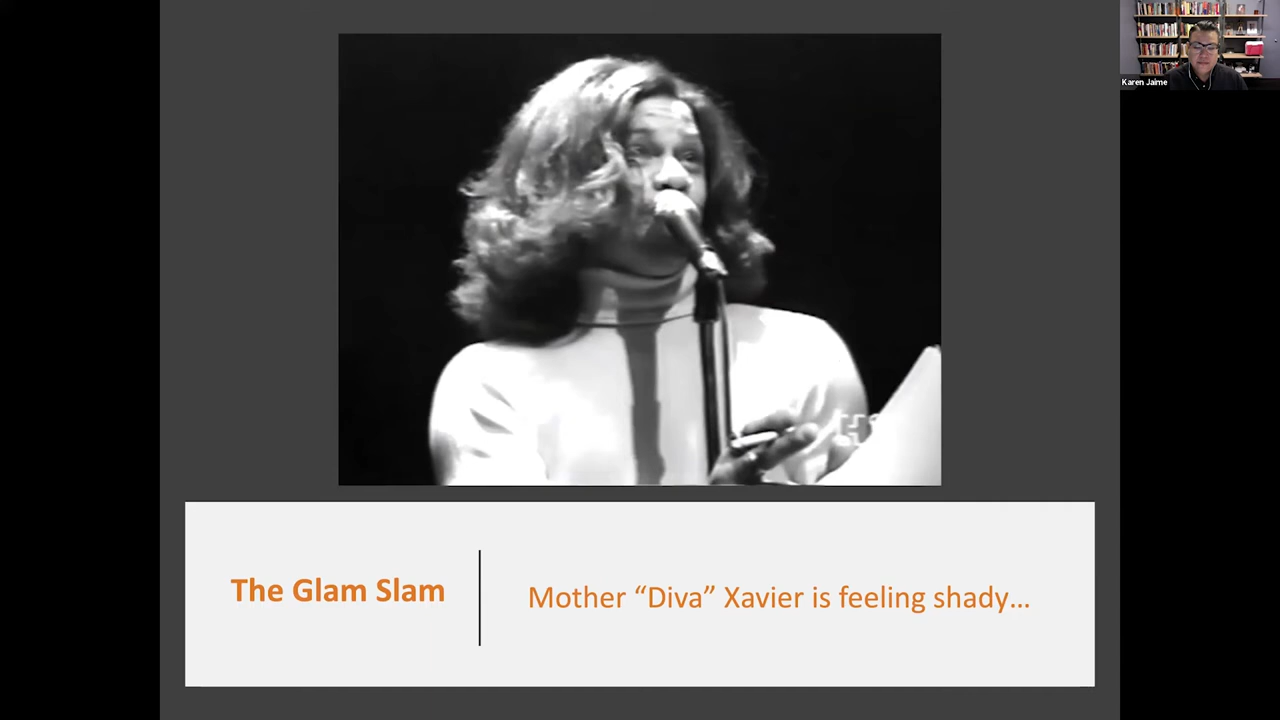 Karen Jaime
The Glam Slam
Mother “Diva” Xavier is feeling shady…